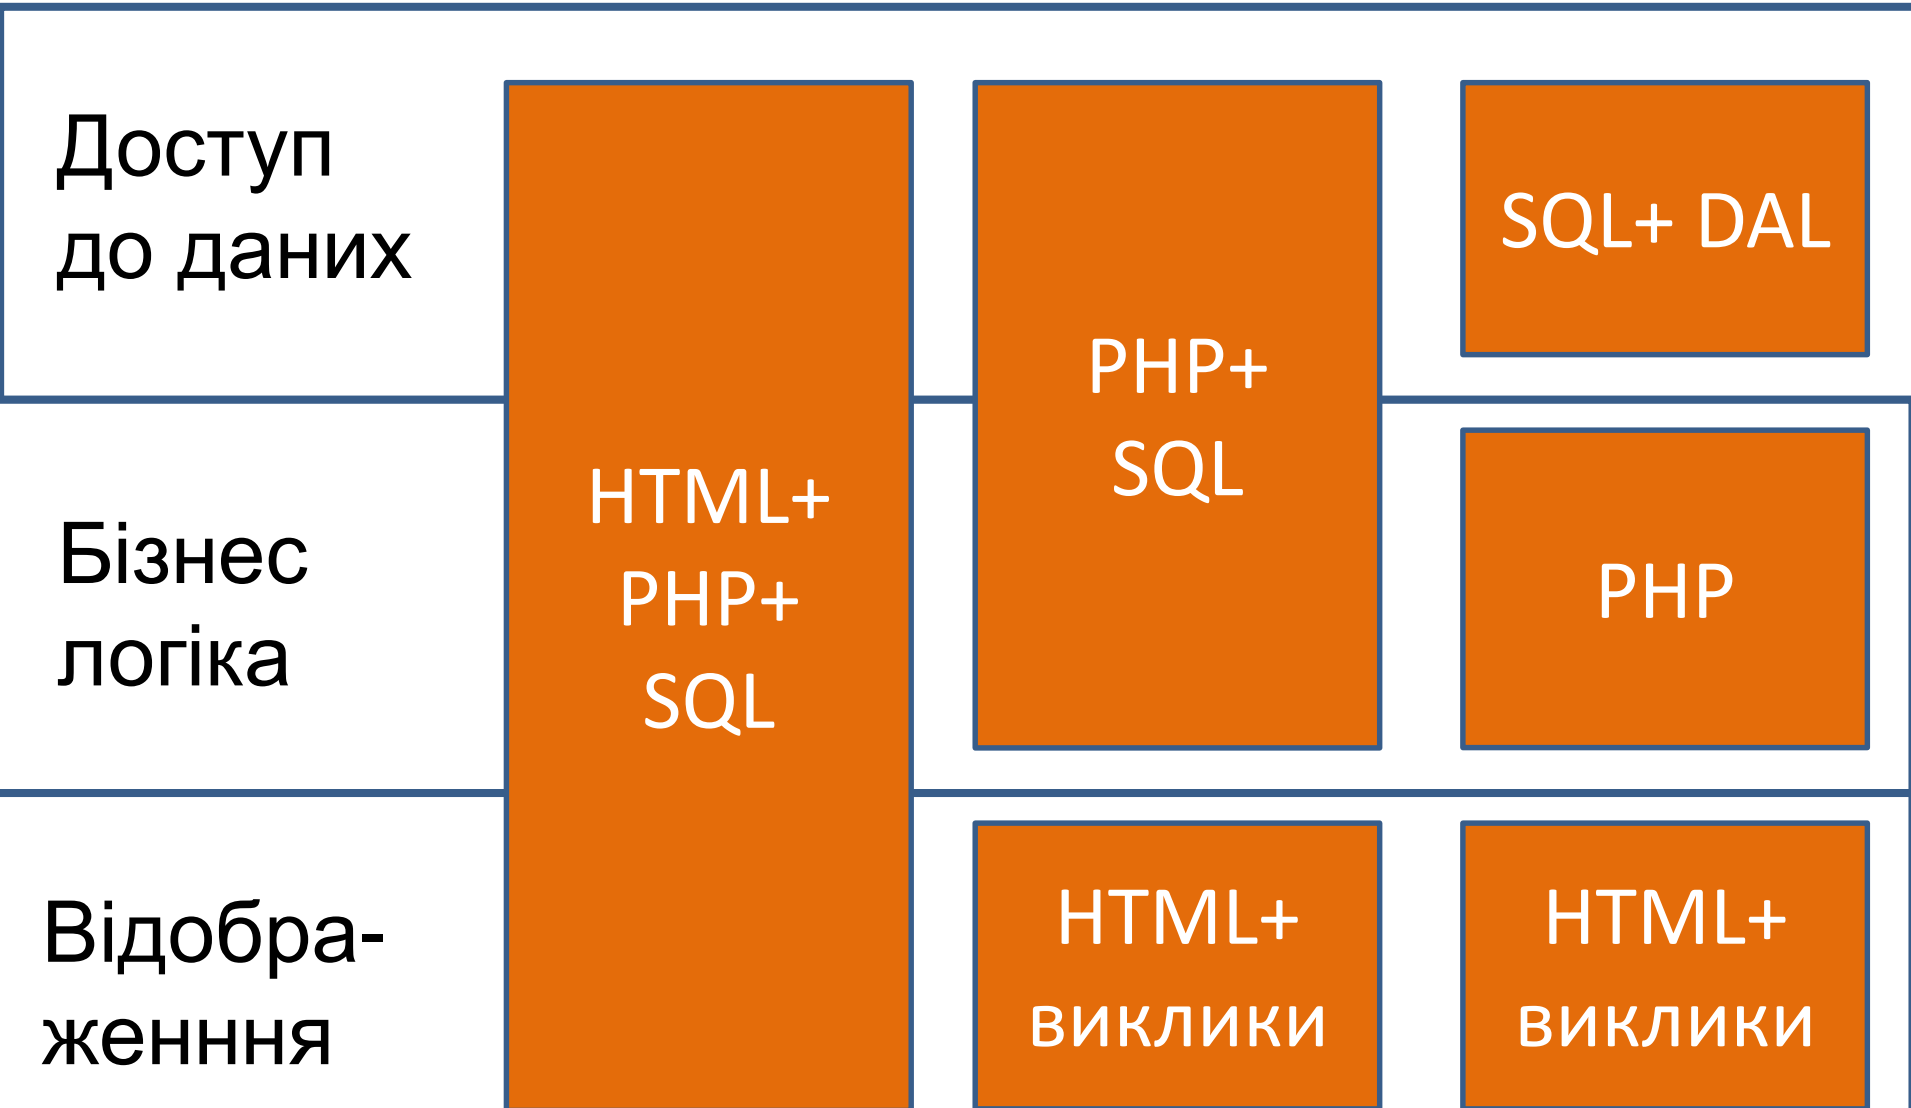 Доступ
до даних
SQL+ DAL
PHP+
SQL
HTML+
PHP+
SQL
Бізнес
логіка
PHP
Відобра-
женння
HTML+
виклики
HTML+
виклики